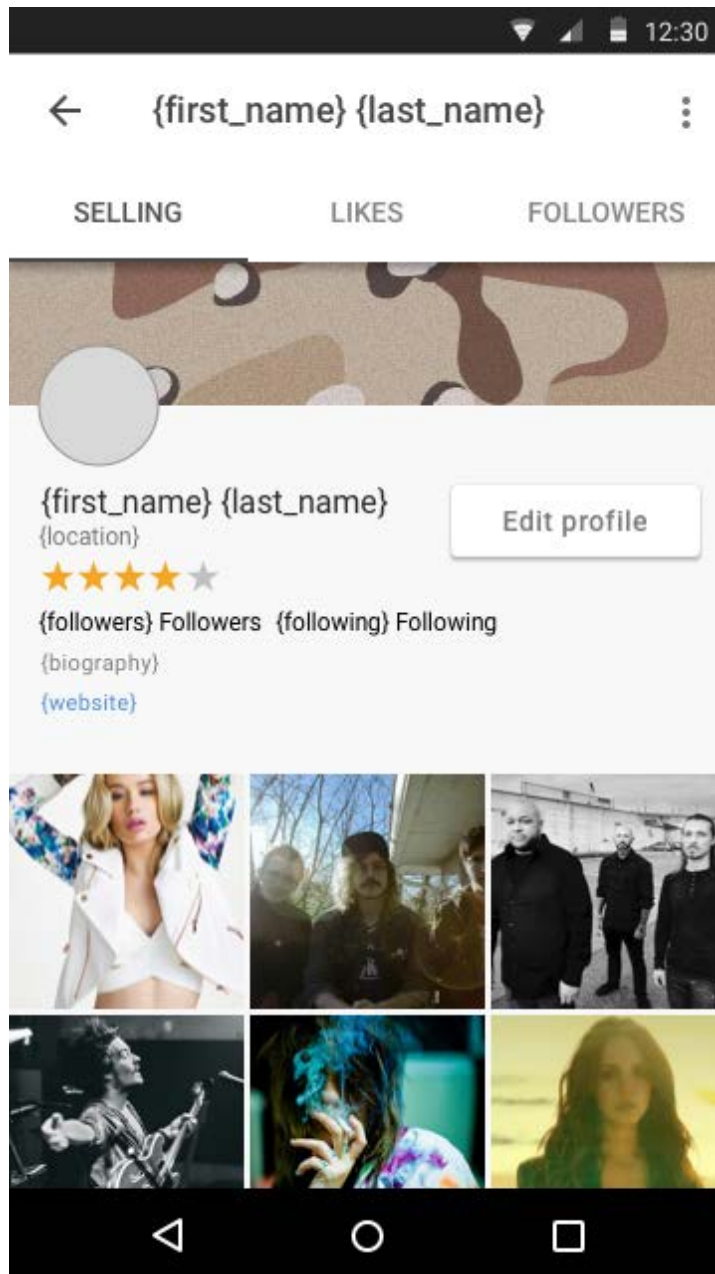 12:30
{first_name} {last_name}
SELLING LIKES FOLLOWERS
{first_name} {last_name}
Edit profile
{location}
{followers} Followers {following} Following
{biography}
{website}